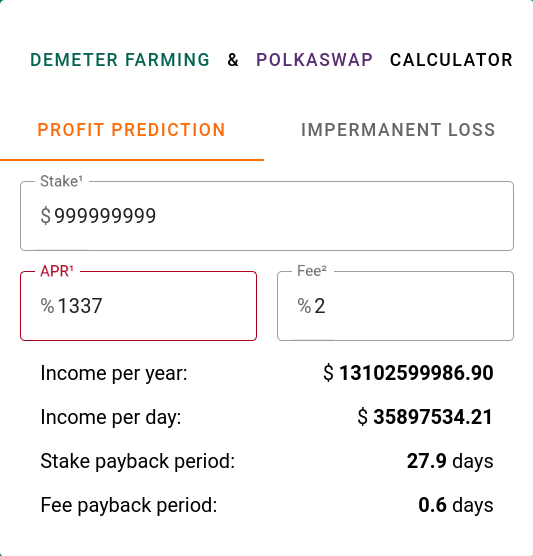 DEMETER FARMING & POLKASWAP CALCULATOR
PROFIT PREDICTION IMPERMANENT LOSS
Stake¹
$ 999999999
APR¹ Fee²
% 1337 % 2
Income per year: $ 13102599986.90
Income per day: $ 35897534.21
Stake payback period: 27.9 days
Fee payback period: 0.6 days